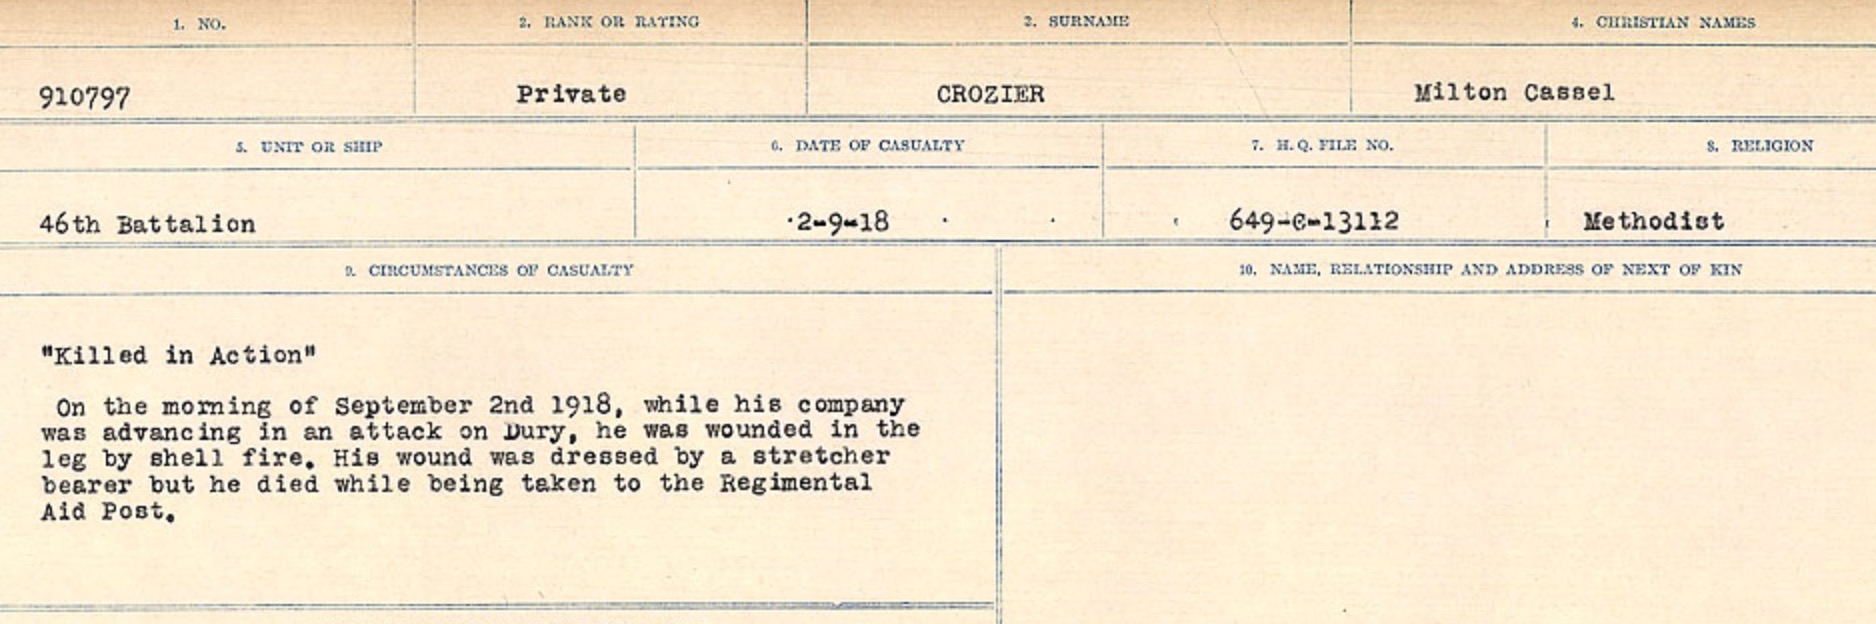 1. NO. 2. RANK OR RATING 3. SURNAME 4. CHRISTIAN NAMES
910797 Private CROZIER Milton Cassel
5. UNIT OR SHIP 6. DATE OF CASUALTY 7. H.Q. FILE NO. 8. RELIGION
46th Battalion 2-9-18 649-C-13112 Methodist
9. CIRCUMSTANCES OF CASUALTY 10. NAME, RELATIONSHIP AND ADDRESS OF NEXT OF KIN
"Killed in Action"
On the morning of September 2nd 1918, while his company
was advancing in an attack on Dury, he was wounded in the
leg by shell fire. His wound was dressed by a stretcher
bearer but he died while being taken to the Regimental
Aid Post.